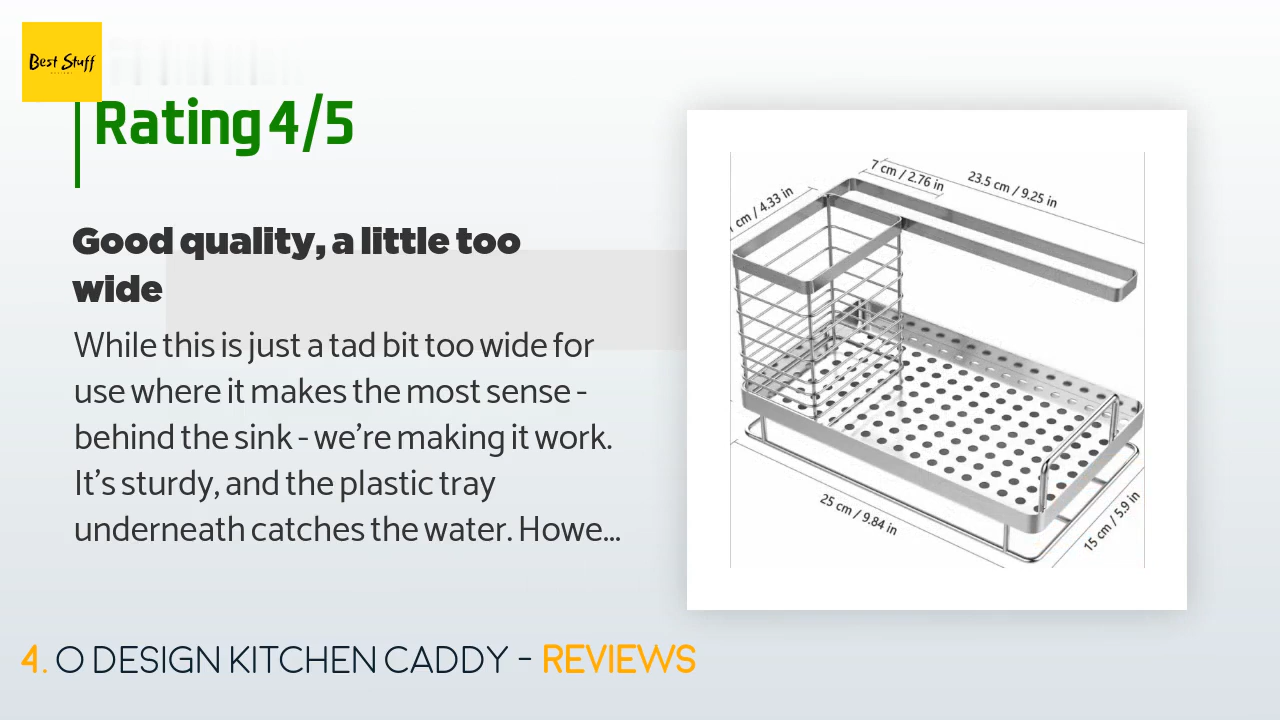 Best Stuff
Rating 4/5
Good quality, a little too
wide
While this is just a tad bit too wide for
use where it makes the most sense -
behind the sink - we're making it work.
It's sturdy, and the plastic tray
underneath catches the water. Howe...
7 cm / 2.76 in
23.5 cm / 9.25 in
cm / 4.33 in
25 cm / 9.84 in
15 cm / 5.9 in
4. O DESIGN KITCHEN CADDY - REVIEWS